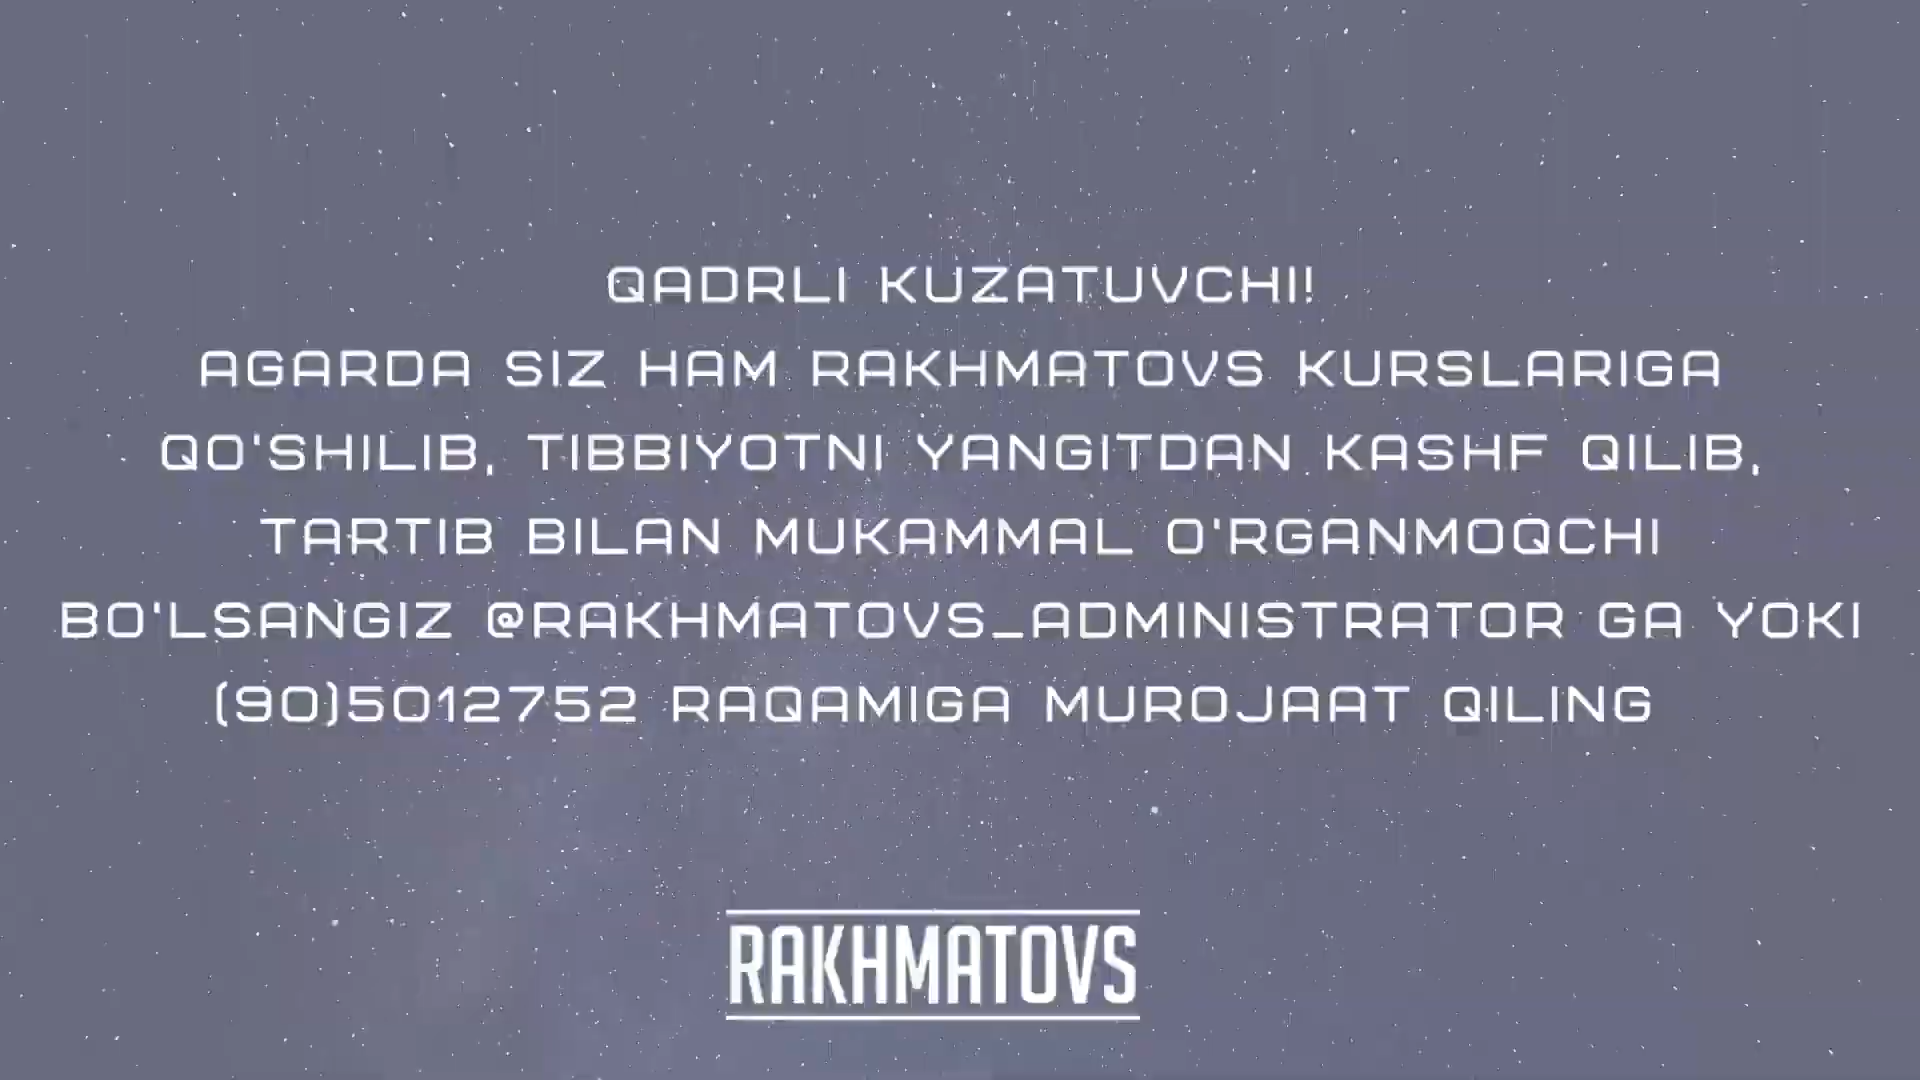 QADRLI KUZATUVCHI!
AGARDA SIZ HAM RAKHMATOVS KURSLARIGA
QO'SHILIB, TIBBIYOTNI YANGITDAN KASHF QILIB,
TARTIB BILAN MUKAMMAL O'RGANMOQCHI
BO'LSANGIZ @RAKHMATOVS_ADMINISTRATOR GA YOKI
(90)5012752 RAQAMIGA MUROJAAT QILING
RAKHMATOVS